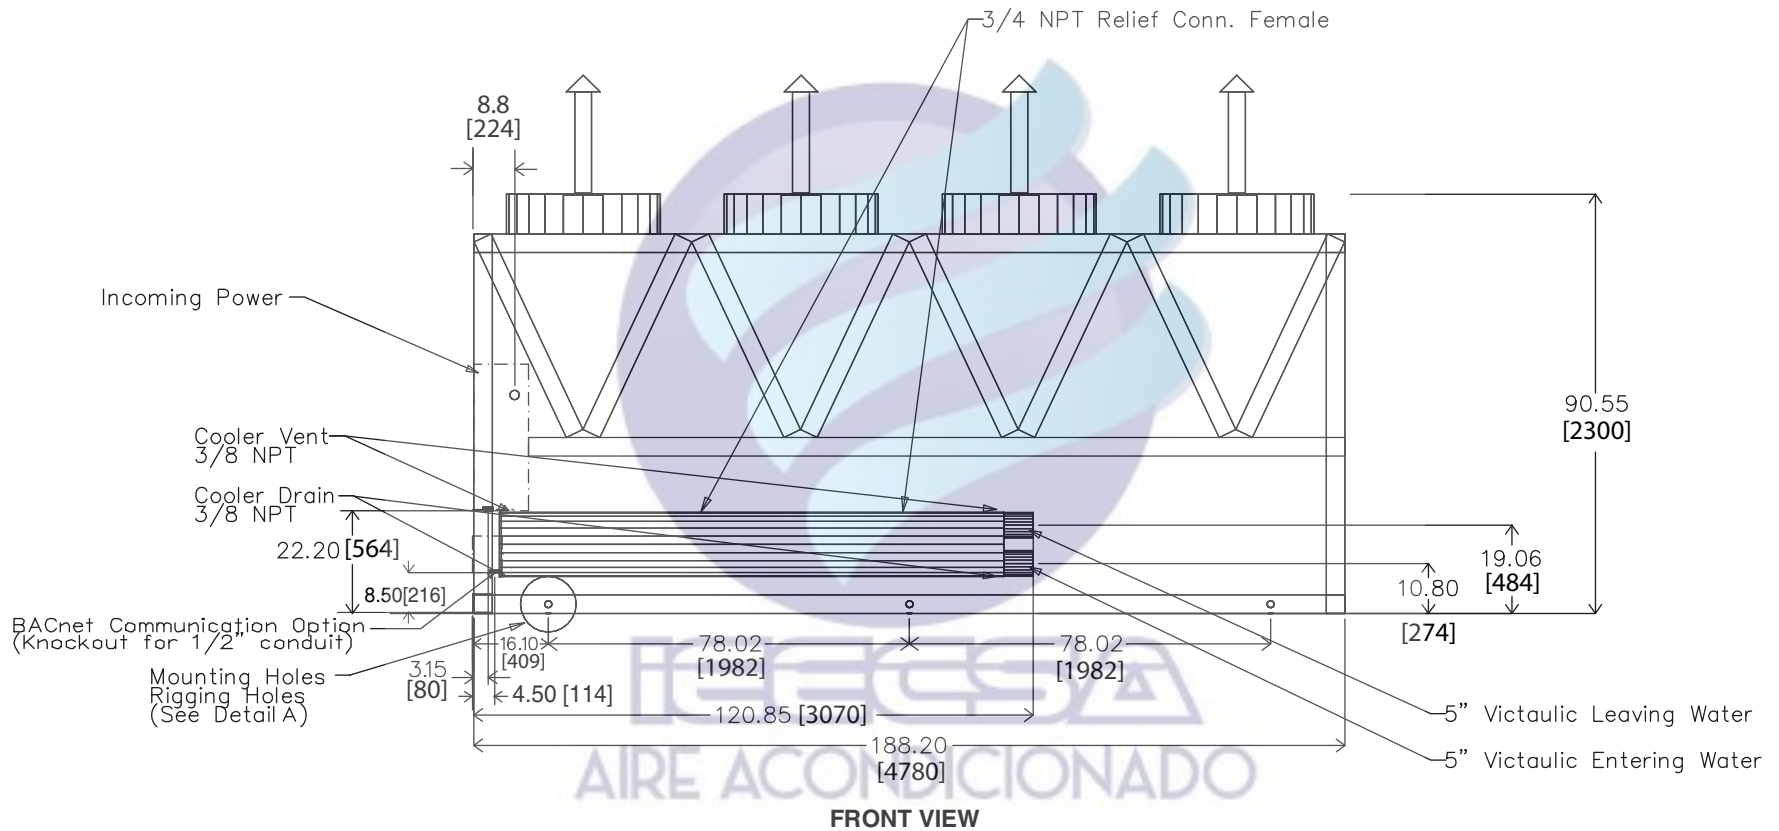 3/4 NPT Relief Conn. Female
8.8
[224]
Incoming Power
Cooler Vent
3/8 NPT
Cooler Drain
3/8 NPT
22.20 [564]
8.50[216]
BACnet Communication Option
(Knockout for 1/2" conduit)
Mounting Holes
Rigging Holes
(See Detail A)
16.10
[409]
3.15
[80]
4.50 [114]
78.02
[1982]
78.02
[1982]
120.85 [3070]
188.20
[4780]
90.55
[2300]
19.06
[484]
10.80
[274]
5" Victaulic Leaving Water
5" Victaulic Entering Water
AIRE ACONDICIONADO
FRONT VIEW